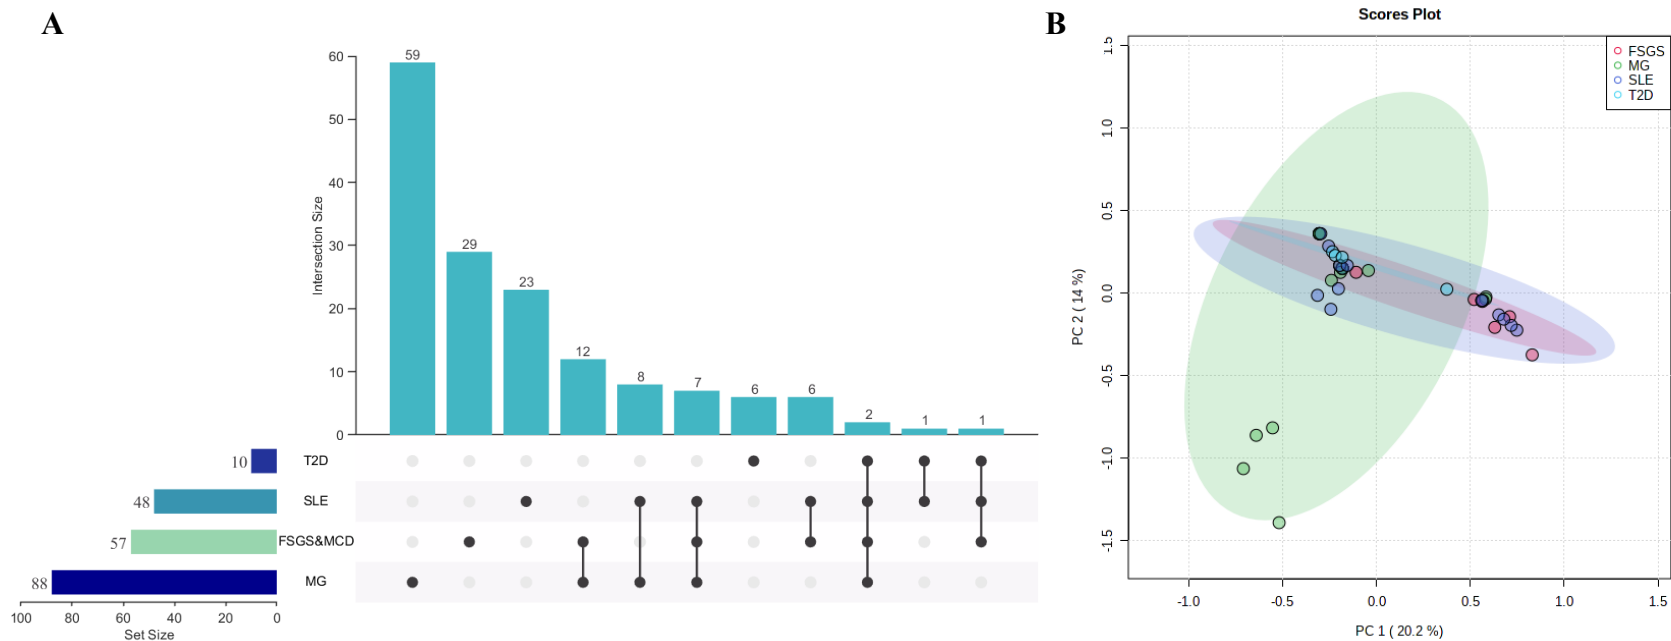 A
B
Scores Plot
59
29
23
12
8
7
6
6
2
1
1
60
50
40
30
20
10
0
Intersection Size
10
T2D
48
SLE
57
FSGS&MCD
88
MG
100
80
60
40
20
0
Set Size
FSGS
MG
SLE
T2D
1.5
1.0
0.5
0.0
-0.5
-1.0
-1.5
PC 2 ( 14 %)
-1.0
-0.5
0.0
0.5
1.0
1.5
PC 1 ( 20.2 %)